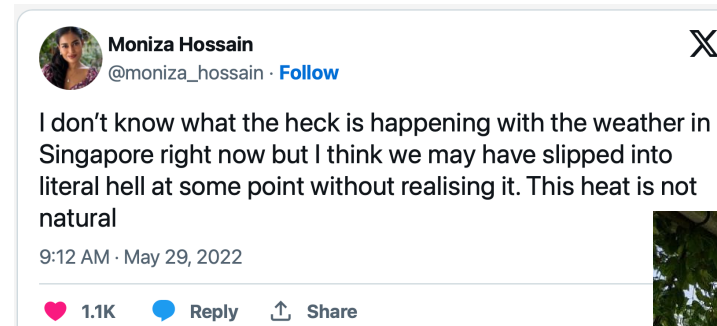 Moniza Hossain
@moniza_hossain · Follow
I don’t know what the heck is happening with the weather in
Singapore right now but I think we may have slipped into
literal hell at some point without realising it. This heat is not
natural
9:12 AM · May 29, 2022
1.1K Reply Share